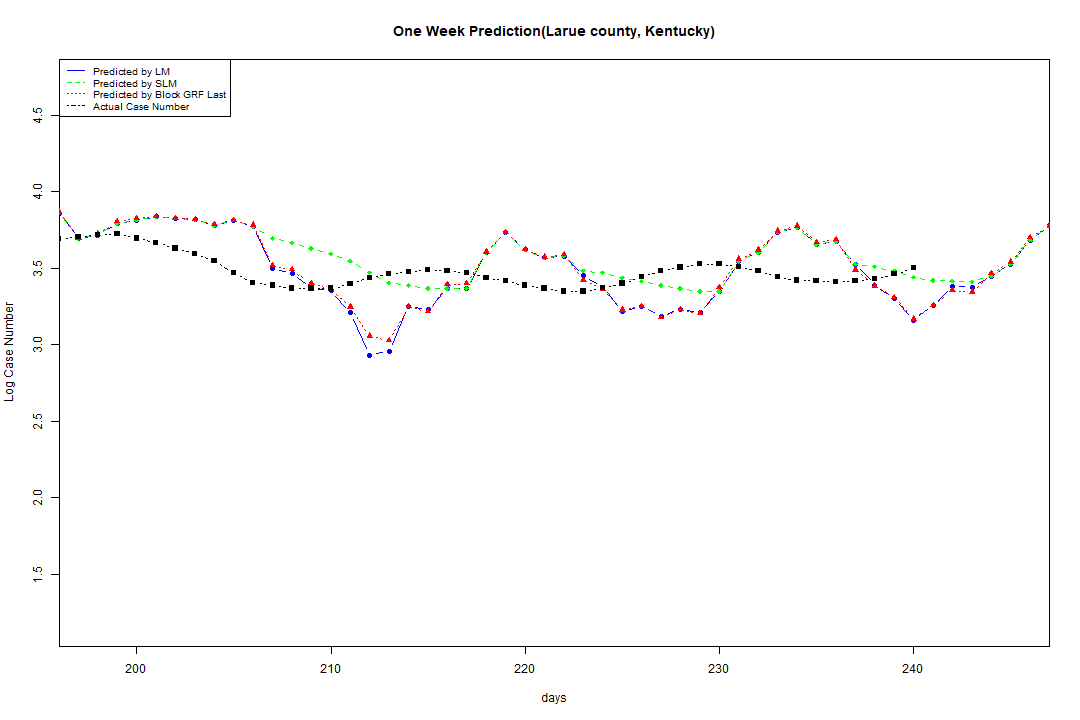 One Week Prediction(Larue county, Kentucky)
Predicted by LM
Predicted by SLM
Predicted by Block GRF Last
Actual Case Number
4.5
4.0
3.5
3.0
2.5
2.0
1.5
Log Case Number
200 210 220 230 240
days